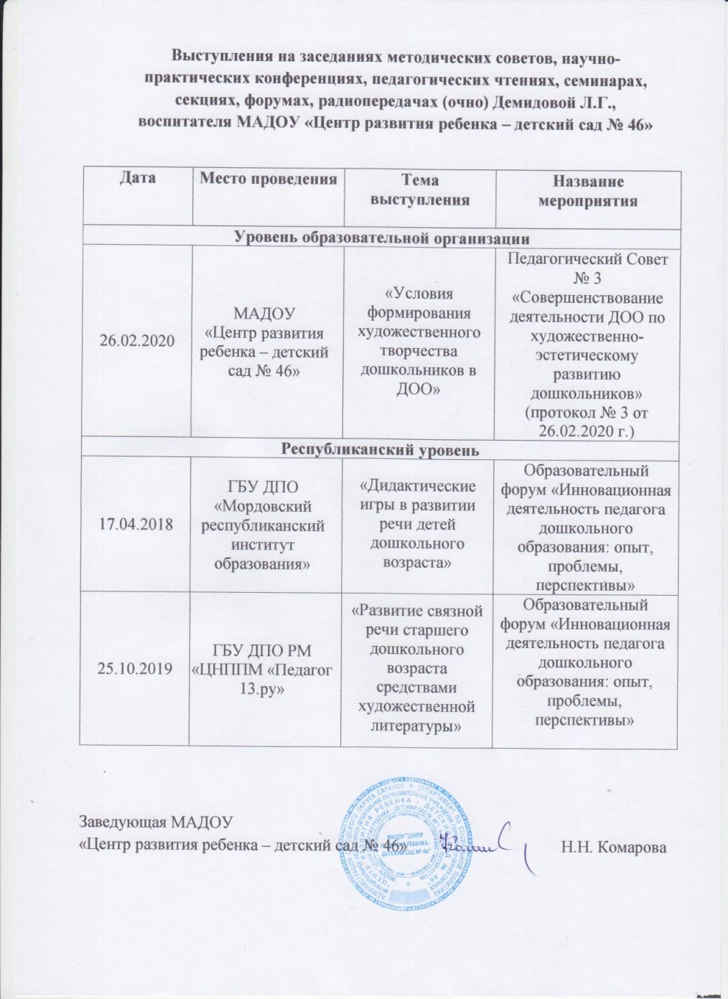 Выступления на заседаниях методических советов, научно-
практических конференциях, педагогических чтениях, семинарах,
секциях, форумах, радиопередачах (очно) Демидовой Л.Г.,
воспитателя МАДОУ «Центр развития ребенка – детский сад № 46»
Дата
Место проведения
Тема
выступления
Название
мероприятия
Уровень образовательной организации
26.02.2020
МАДОУ
«Центр развития
ребенка – детский
сад № 46»
«Условия
формирования
художественного
творчества
дошкольников в
ДОО»
Педагогический Совет
№ 3
«Совершенствование
деятельности ДОО по
художественно-
эстетическому
развитию
дошкольников»
(протокол № 3 от
26.02.2020 г.)
Республиканский уровень
17.04.2018
ГБУ ДПО
«Мордовский
республиканский
институт
образования»
«Дидактические
игры в развитии
речи детей
дошкольного
возраста»
Образовательный
форум «Инновационная
деятельность педагога
дошкольного
образования: опыт,
проблемы,
перспективы»
25.10.2019
ГБУ ДПО РМ
«ЦНППМ «Педагог
13.ру»
«Развитие связной
речи старшего
дошкольного
возраста
средствами
художественной
литературы»
Образовательный
форум «Инновационная
деятельность педагога
дошкольного
образования: опыт,
проблемы,
перспективы»
Заведующая МАДОУ
«Центр развития ребенка – детский сад № 46»
Н.Н. Комарова
МАДОУ "ЦЕНТР
РАЗВИТИЯ РЕБЕНКА -
ДЕТСКИЙ САД № 46"